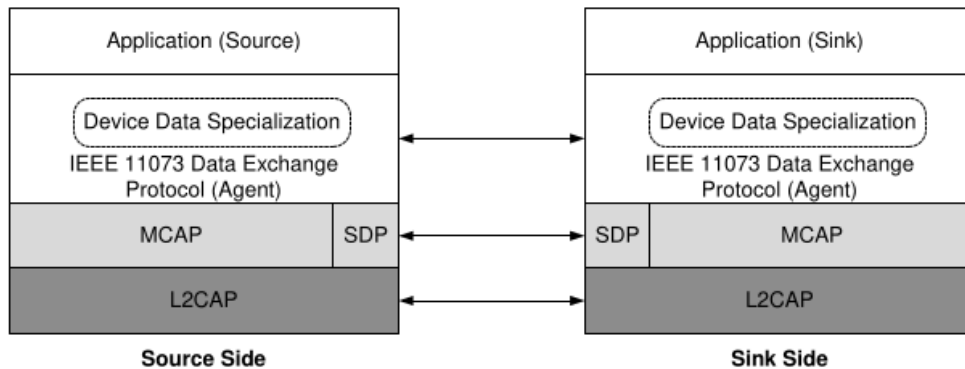 Application (Source)
Device Data Specialization
IEEE 11073 Data Exchange
Protocol (Agent)
MCAP
SDP
L2CAP
Source Side
Application (Sink)
Device Data Specialization
IEEE 11073 Data Exchange
Protocol (Agent)
SDP
MCAP
L2CAP
Sink Side